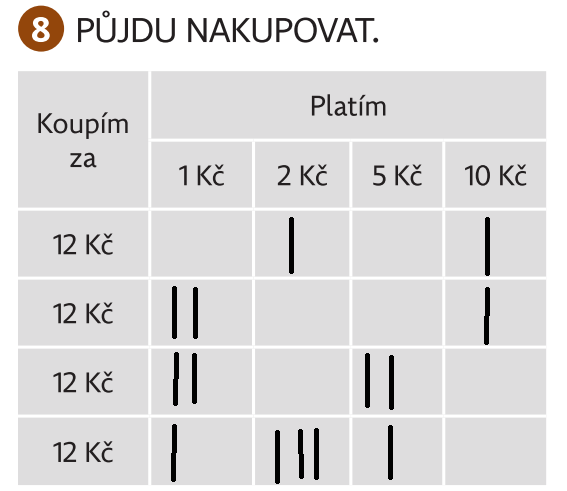 8 PŮJDU NAKUPOVAT.
Koupím za
Platím
1 Kč 2 Kč 5 Kč 10 Kč
12 Kč | |
12 Kč || |
12 Kč || ||
12 Kč | ||| |